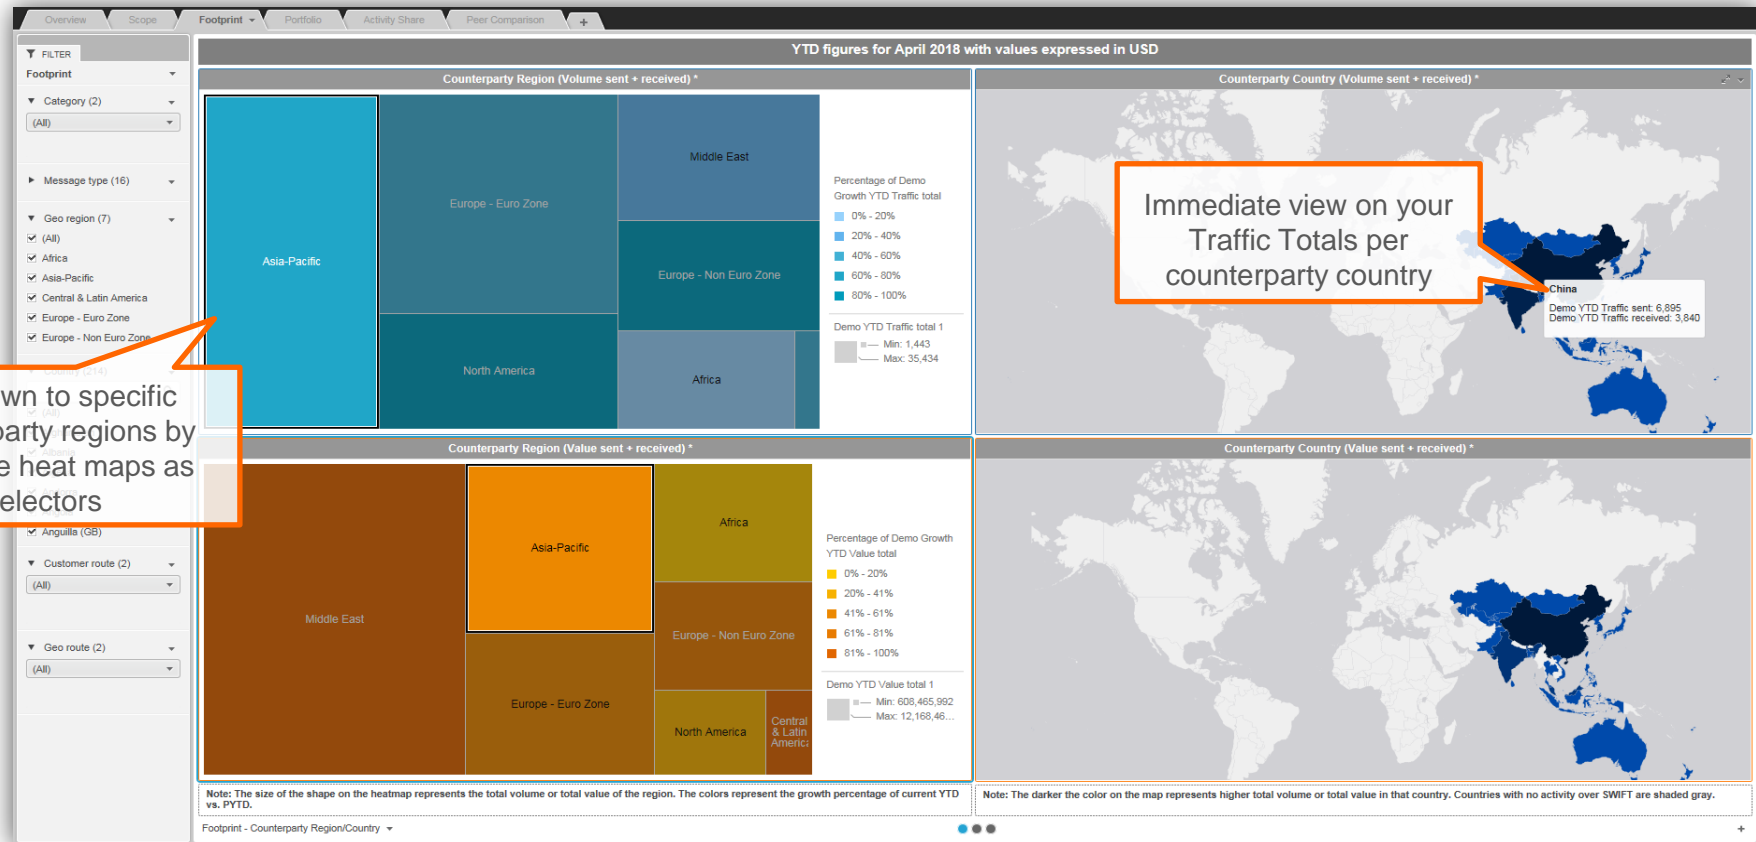 Overview
Scope
Footprint
Portfolio
Activity Share
Peer Comparison
+
FILTER
Footprint
Category (2)
(All)
Message type (16)
Geo region (7)
(All)
Africa
Asia-Pacific
Central & Latin America
Europe - Euro Zone
Europe - Non Euro Zone
Country (214)
(All)
Albania
wn to specific
party regions by
e heat maps as
electors
Anguilla (GB)
Customer route (2)
(All)
Geo route (2)
(All)
YTD figures for April 2018 with values expressed in USD
Counterparty Region (Volume sent + received) *
Asia-Pacific
Europe - Euro Zone
North America
Middle East
Europe - Non Euro Zone
Africa
Percentage of Demo
Growth YTD Traffic total
0% - 20%
20% - 40%
40% - 60%
60% - 80%
80% - 100%
Demo YTD Traffic total 1
Min: 1,443
Max: 35,434
Counterparty Country (Volume sent + received) *
Immediate view on your
Traffic Totals per
counterparty country
China
Demo YTD Traffic sent: 6,895
Demo YTD Traffic received: 3,840
Counterparty Region (Value sent + received) *
Middle East
Asia-Pacific
Europe - Euro Zone
Africa
Europe - Non Euro Zone
North America
Central
& Latin
America
Percentage of Demo Growth
YTD Value total
0% - 20%
20% - 41%
41% - 61%
61% - 81%
81% - 100%
Demo YTD Value total 1
Min: 608,465,992
Max: 12,168,46...
Counterparty Country (Value sent + received) *
Note: The size of the shape on the heatmap represents the total volume or total value of the region. The colors represent the growth percentage of current YTD
vs. PYTD.
Note: The darker the color on the map represents higher total volume or total value in that country. Countries with no activity over SWIFT are shaded gray.
Footprint - Counterparty Region/Country
+